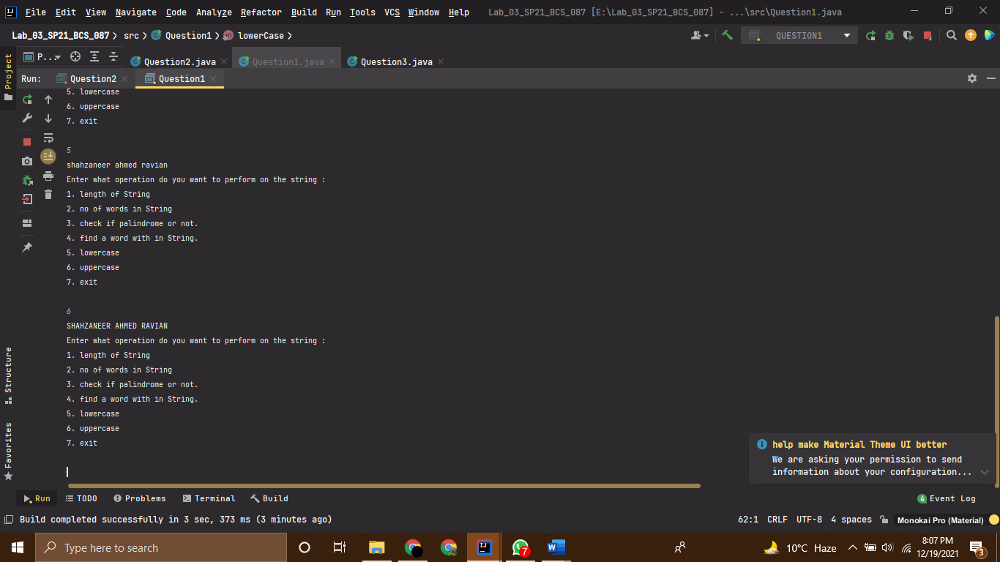 File Edit View Navigate Code Analyze Refactor Build Run Tools VCS Window Help Lab_03_SP21_BCS_087 [E:\Lab_03_SP21_BCS_087] - ...\src\Question1.java
Lab_03_SP21_BCS_087 src Question1 lowerCase QUESTION1
Project P... Question2.java Question1.java Question3.java
Run: Question2 Question1
5. lowercase
6. uppercase
7. exit
5
shahzaneer ahmed ravian
Enter what operation do you want to perform on the string :
1. length of String
2. no of words in String
3. check if palindrome or not.
4. find a word with in String.
5. lowercase
6. uppercase
7. exit
6
SHAHZANEER AHMED RAVIAN
Enter what operation do you want to perform on the string :
1. length of String
2. no of words in String
3. check if palindrome or not.
4. find a word with in String.
5. lowercase
6. uppercase
7. exit
Structure
Favorites
help make Material Theme UI better
We are asking your permission to send
information about your configuration...
Run TODO Problems Terminal Build 4 Event Log
Build completed successfully in 3 sec, 373 ms (3 minutes ago) 62:1 CRLF UTF-8 4 spaces Monokai Pro (Material)
Type here to search 7 10°C Haze 8:07 PM
12/19/2021 3